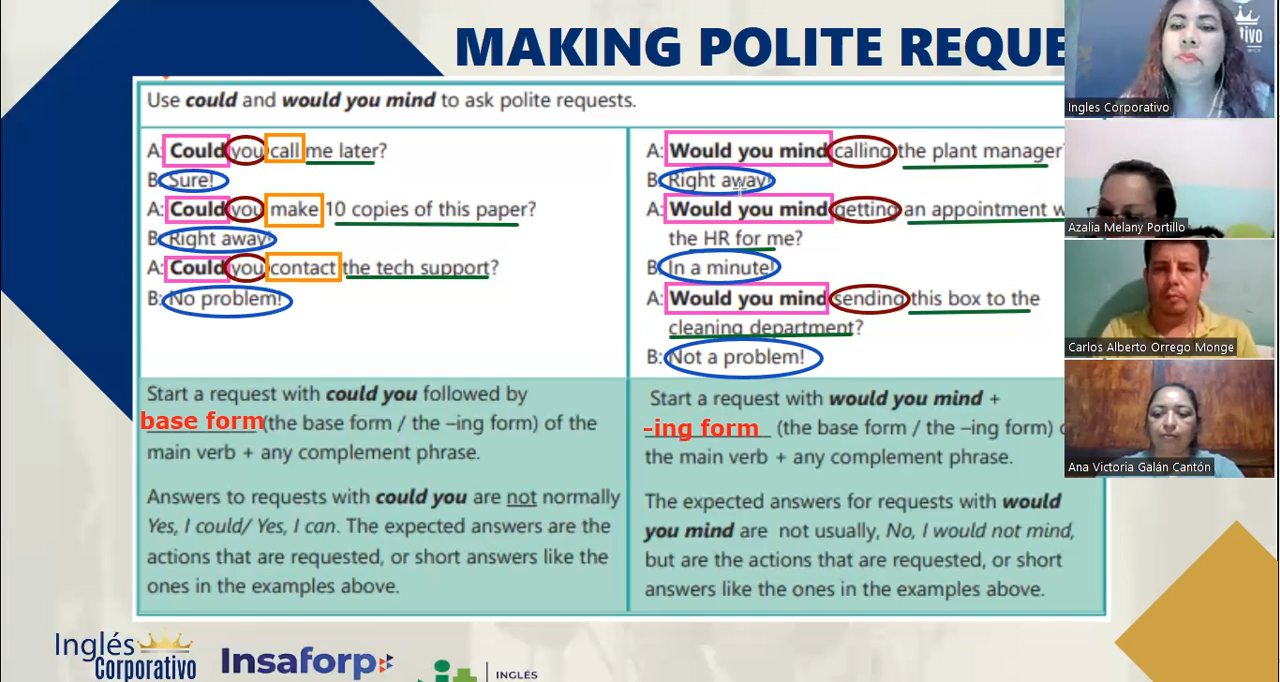 MAKING POLITE REQUE
Use could and would you mind to ask polite requests.
A: Could you call me later?
B: Sure!
A: Could you make 10 copies of this paper?
B: Right away!
A: Could you contact the tech support?
B: No problem!
A: Would you mind calling the plant manager?
B: Right away!
A: Would you mind getting an appointment w
the HR for me?
B: In a minute!
A: Would you mind sending this box to the
cleaning department?
B: Not a problem!
Start a request with could you followed by
base form (the base form / the –ing form) of the
main verb + any complement phrase.
Answers to requests with could you are not normally
Yes, I could/ Yes, I can. The expected answers are the
actions that are requested, or short answers like the
ones in the examples above.
Start a request with would you mind +
-ing form (the base form / the –ing form)
the main verb + any complement phrase.
The expected answers for requests with would
you mind are not usually, No, I would not mind,
but are the actions that are requested, or short
answers like the ones in the examples above.
Ingles Corporativo
Azalia Melany Portillo
Carlos Alberto Orrego Monge
Ana Victoria Galán Cantón
Inglés
Corporativo
Insaforp
INGLÉS